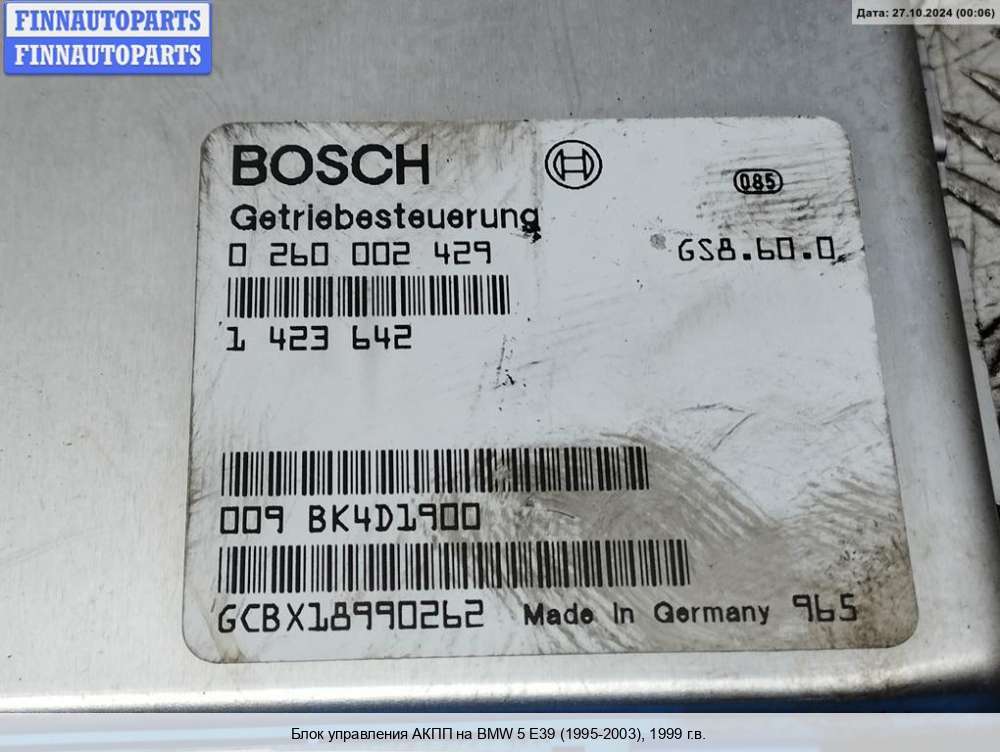 FINNAUTOPARTS
FINNAUTOPARTS
Дата: 27.10.2024 (00:06)
BOSCH
085
Getriebesteuerung
0 260 002 429 GS8.60.0
1 423 642
009 BK4D1900
GCBX18990262 Made In Germany 965
Блок управления АКПП на BMW 5 E39 (1995-2003), 1999 г.в.